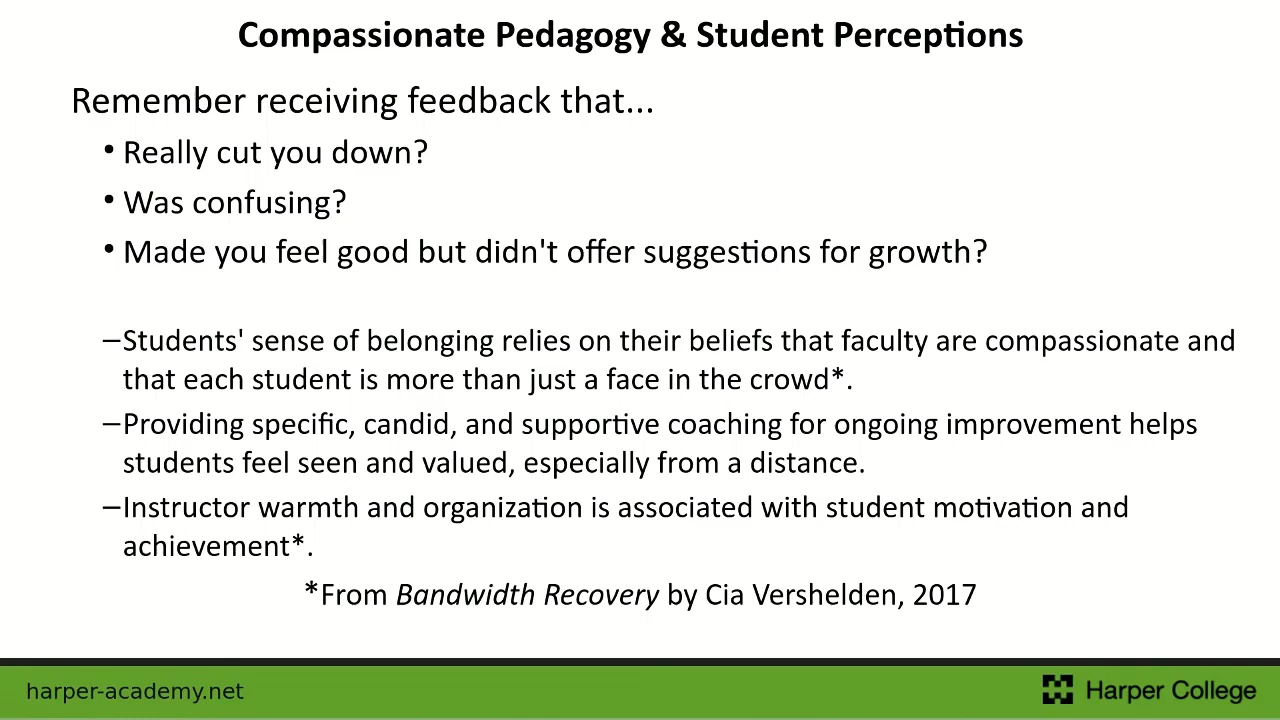 Compassionate Pedagogy & Student Perceptions
Remember receiving feedback that...
• Really cut you down?
• Was confusing?
• Made you feel good but didn't offer suggestions for growth?
–Students' sense of belonging relies on their beliefs that faculty are compassionate and
that each student is more than just a face in the crowd*.
–Providing specific, candid, and supportive coaching for ongoing improvement helps
students feel seen and valued, especially from a distance.
–Instructor warmth and organization is associated with student motivation and
achievement*.
*From Bandwidth Recovery by Cia Vershelden, 2017
harper-academy.net
Harper College